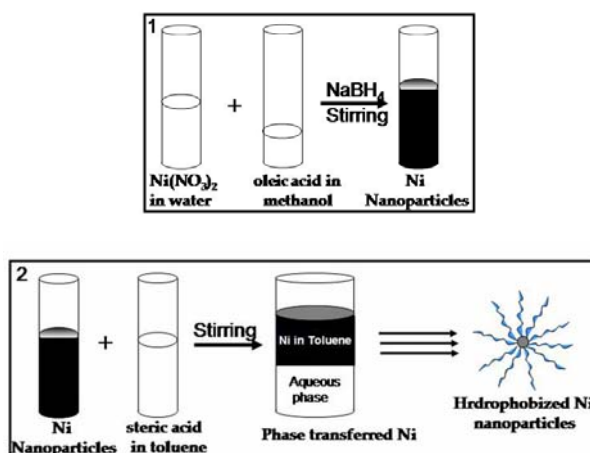 1
NaBH₄
Stirring
+
Ni(NO₃)₂
in water
oleic acid in
methanol
Ni
Nanoparticles
2
+
Stirring
Ni in Toluene
Aqueous
phase
Ni
Nanoparticles
steric acid
in toluene
Phase transferred Ni
Hrdrophobized Ni
nanoparticles